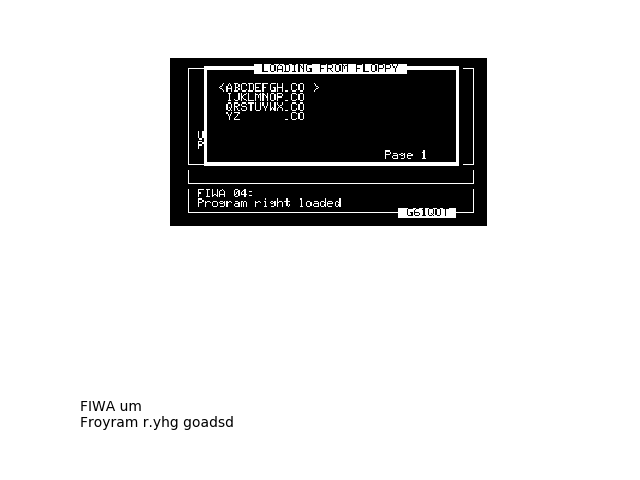 LOADING FROM FLOPPY
<ABCDEFGH.CO >
IJKLMNOP.CO
QRSTUVWX.CO
YZ      .CO
Page 1
FIWA 04:
Program right loaded
FIWA um
Froyram r.yhg goadsd